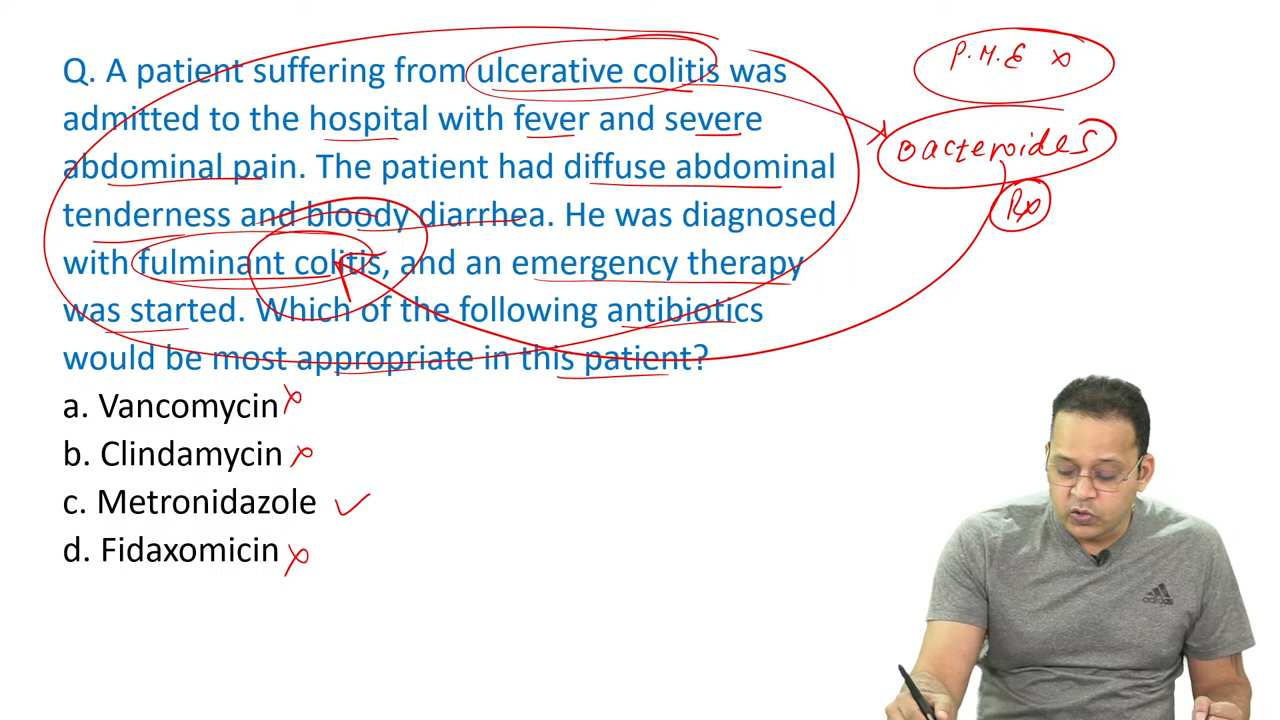 Q. A patient suffering from ulcerative colitis was
admitted to the hospital with fever and severe
abdominal pain. The patient had diffuse abdominal
tenderness and bloody diarrhea. He was diagnosed
with fulminant colitis, and an emergency therapy
was started. Which of the following antibiotics
would be most appropriate in this patient?
a. Vancomycin
b. Clindamycin
c. Metronidazole
d. Fidaxomicin
P.M.E
Bacteroides
Rx
adidas